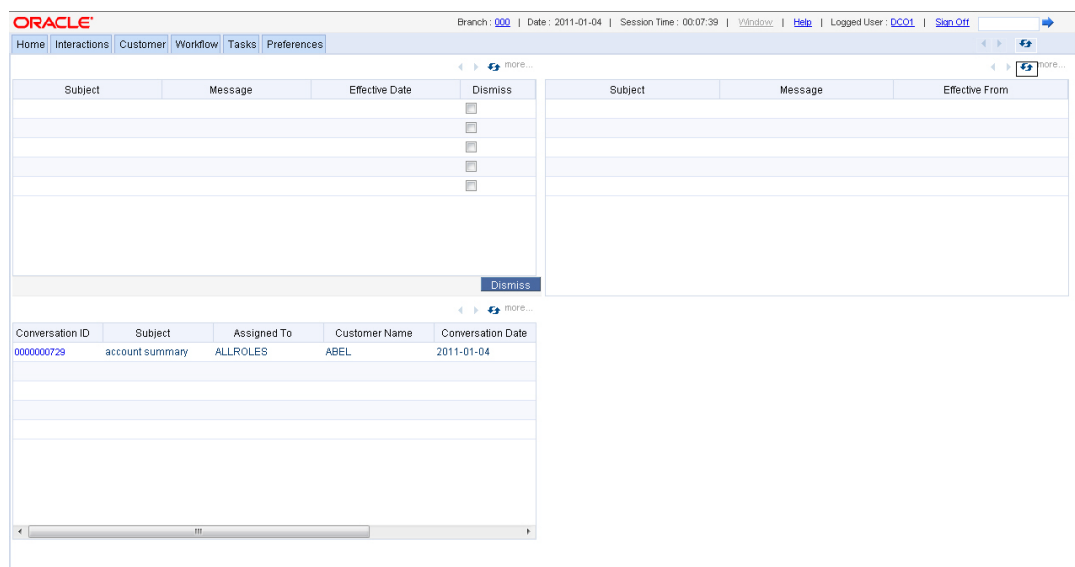 ORACLE
Branch : 000 | Date : 2011-01-04 | Session Time : 00:07:39 | Window | Help | Logged User : DCO1 | Sign Off
Home Interactions Customer Workflow Tasks Preferences
more...
more...
Subject Message Effective Date Dismiss
Subject Message Effective From
Dismiss
more...
Conversation ID Subject Assigned To Customer Name Conversation Date
0000000729 account summary ALLROLES ABEL 2011-01-04